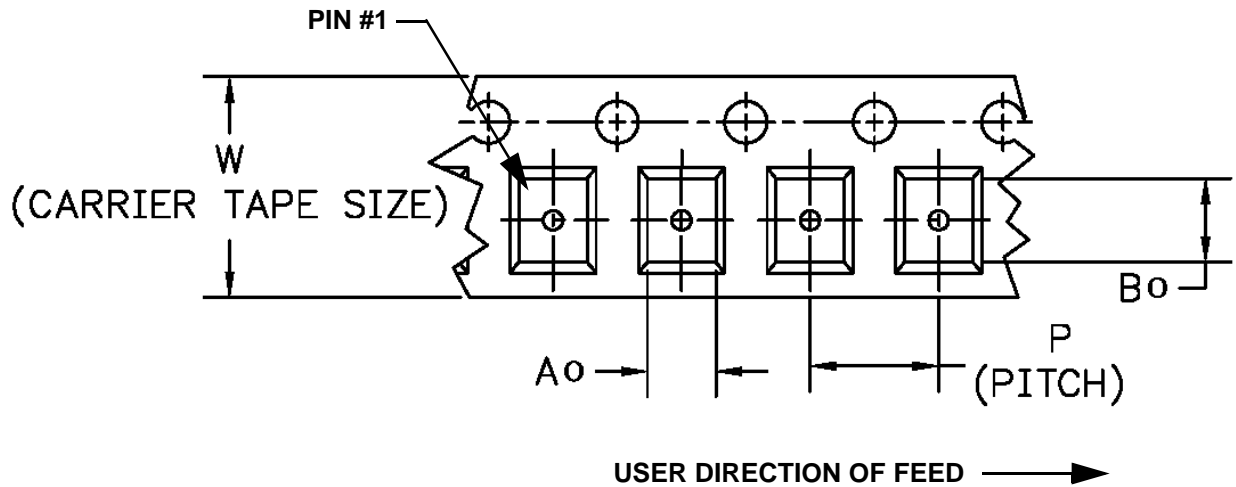 PIN #1
W
(CARRIER TAPE SIZE)
Bo
Ao
P
(PITCH)
USER DIRECTION OF FEED